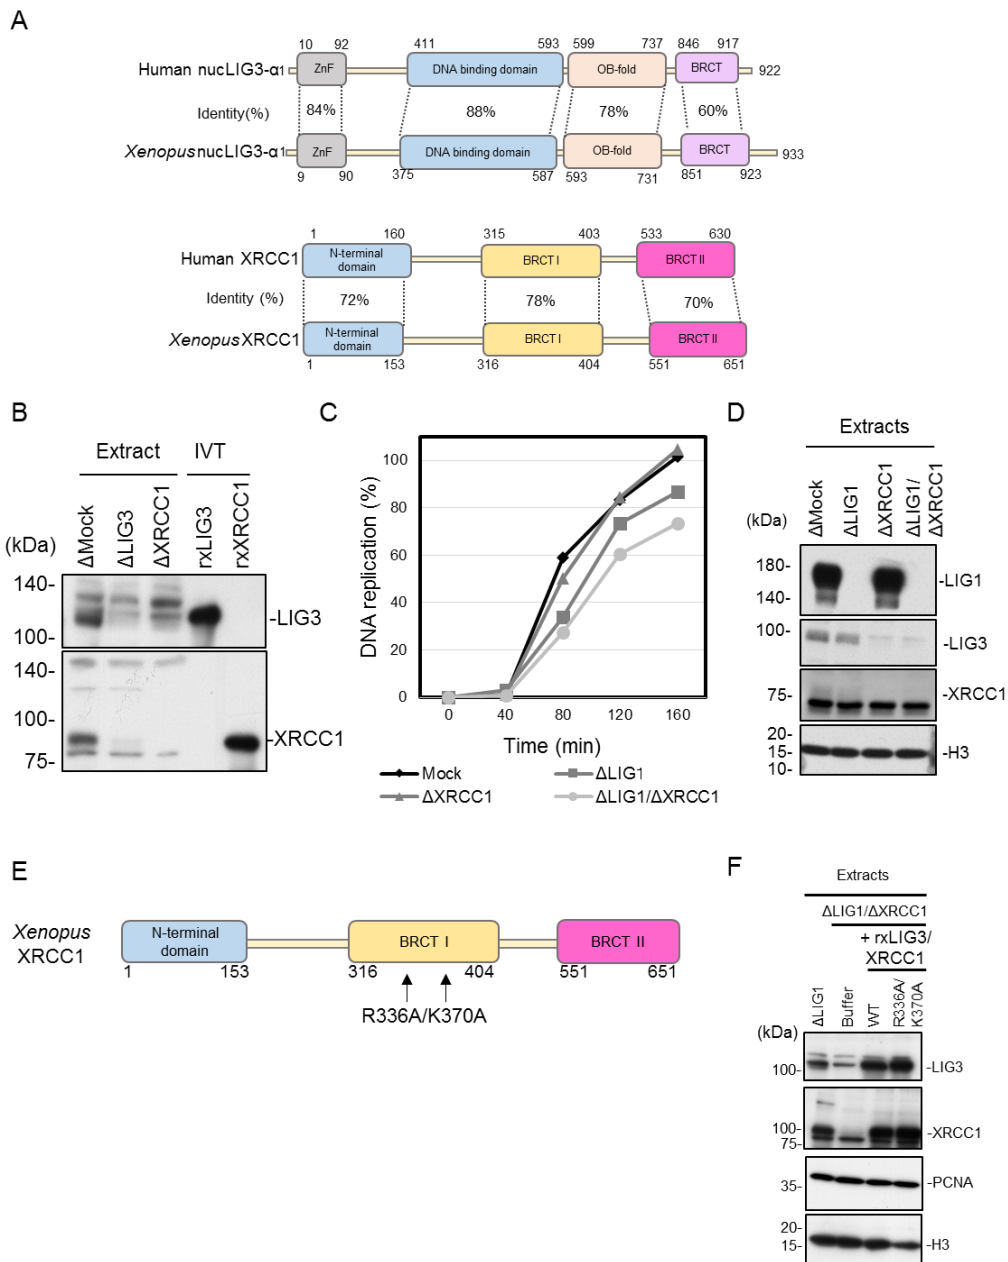 A
10 92 411 593 599 737 846 917
Human nucLIG3-α1 ZnF DNA binding domain OB-fold BRCT 922
Identity(%) 84% 88% 78% 60%
Xenopus nucLIG3-α1 ZnF DNA binding domain OB-fold BRCT 933
9 90 375 587 593 731 851 923
1 160 315 403 533 630
Human XRCC1 N-terminal domain BRCT I BRCT II
Identity (%) 72% 78% 70%
Xenopus XRCC1 N-terminal domain BRCT I BRCT II
1 153 316 404 551 651
B
Extract IVT
(kDa) ΔMock ΔLIG3 ΔXRCC1 rxLIG3 rxXRCC1
140-
-LIG3
100-
140-
100-
-XRCC1
75-
C
DNA replication (%)
100
80
60
40
20
0
0 40 80 120 160
Time (min)
Mock ΔLIG1
ΔXRCC1 ΔLIG1/ΔXRCC1
D
Extracts
(kDa) ΔMock ΔLIG1 ΔXRCC1 ΔLIG1/ΔXRCC1
180-
-LIG1
140-
100-
-LIG3
75-
-XRCC1
20-
15-
-H3
10-
E
Xenopus XRCC1 N-terminal domain BRCT I BRCT II
1 153 316 404 551 651
R336A/K370A
F
Extracts
ΔLIG1/ΔXRCC1
+ rxLIG3/
XRCC1
(kDa) ΔLIG1 Buffer WT R336A/K370A
100-
-LIG3
100-
-XRCC1
75-
35-
-PCNA
20-
15-
-H3